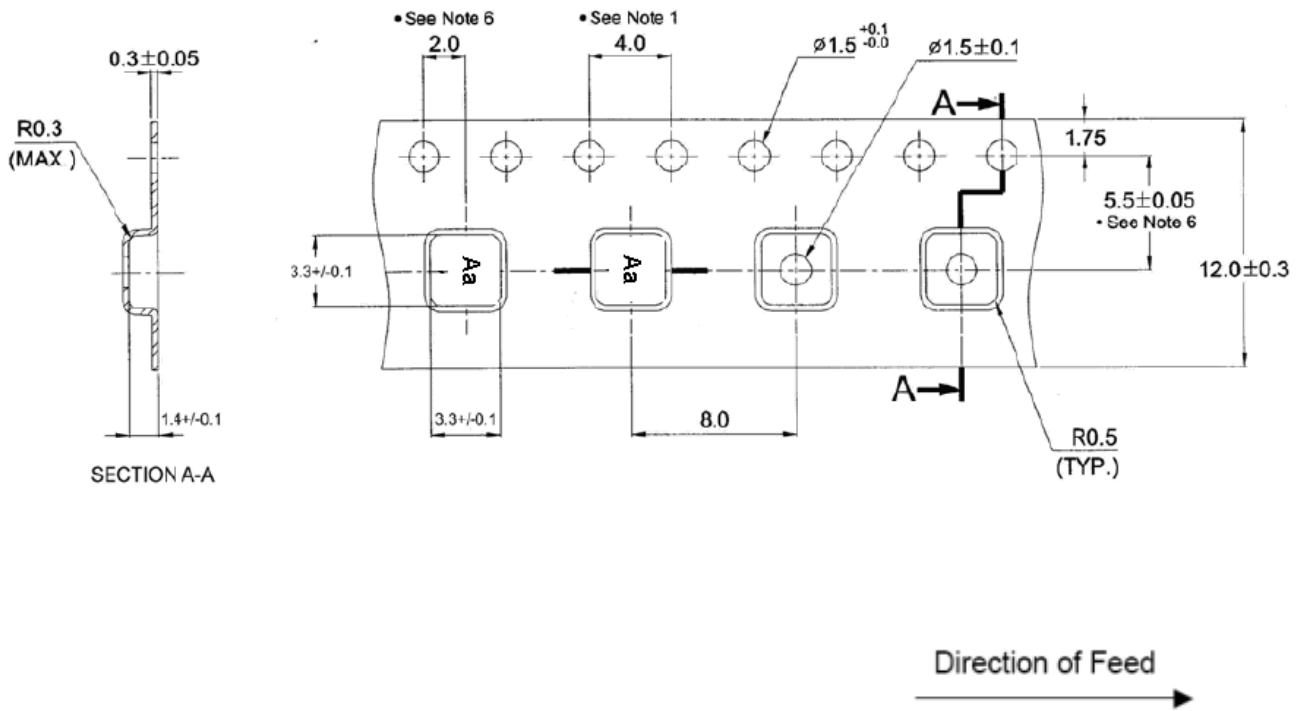 • See Note 6
2.0
• See Note 1
4.0
ø1.5 +0.1 -0.0
ø1.5±0.1
0.3±0.05
A
R0.3
(MAX.)
1.75
5.5±0.05
• See Note 6
12.0±0.3
3.3+/-0.1
Aa
Aa
A
1.4+/-0.1
3.3+/-0.1
8.0
R0.5
(TYP.)
SECTION A-A
Direction of Feed